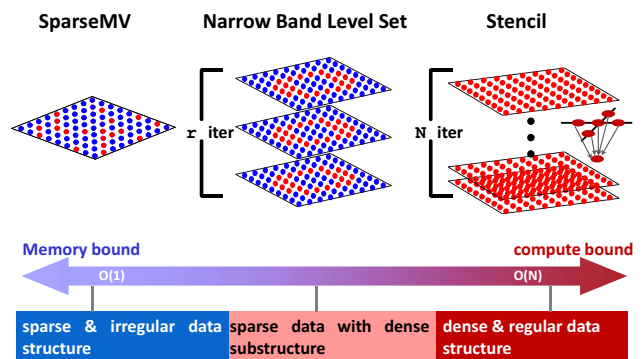 SparseMV
Narrow Band Level Set
Stencil
r iter
N iter
Memory bound
compute bound
O(1)
O(N)
sparse & irregular data
structure
sparse data with dense
substructure
dense & regular data
structure